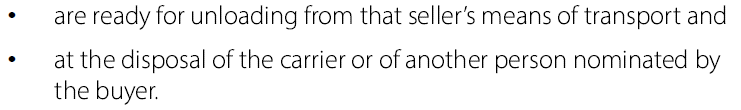 • are ready for unloading from that seller’s means of transport and
• at the disposal of the carrier or of another person nominated by
the buyer.